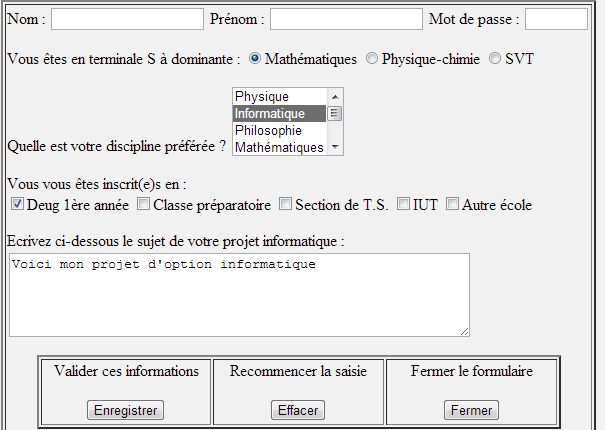 Nom : Prénom : Mot de passe :
Vous êtes en terminale S à dominante : Mathématiques Physique-chimie SVT
Physique
Informatique
Philosophie
Quelle est votre discipline préférée ? Mathématiques
Vous vous êtes inscrit(e)s en :
Deug 1ère année Classe préparatoire Section de T.S. IUT Autre école
Ecrivez ci-dessous le sujet de votre projet informatique :
Voici mon projet d'option informatique
Valider ces informations Recommencer la saisie Fermer le formulaire
Enregistrer Effacer Fermer